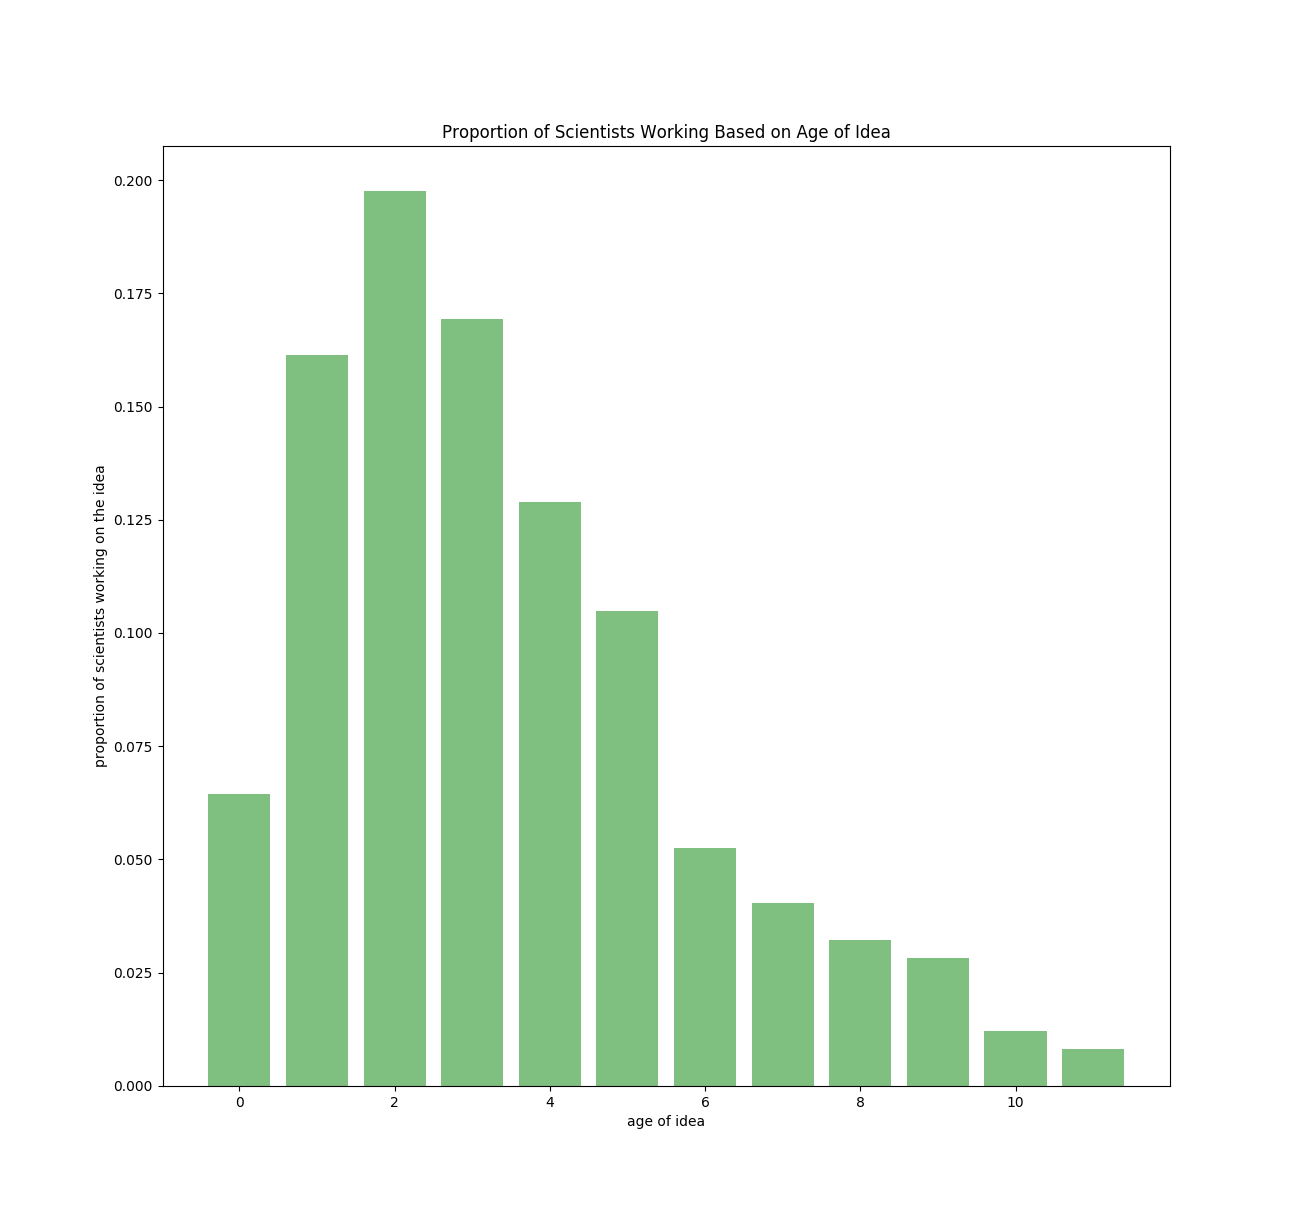 Proportion of Scientists Working Based on Age of Idea
proportion of scientists working on the idea
0.200
0.175
0.150
0.125
0.100
0.075
0.050
0.025
0.000
0 2 4 6 8 10
age of idea